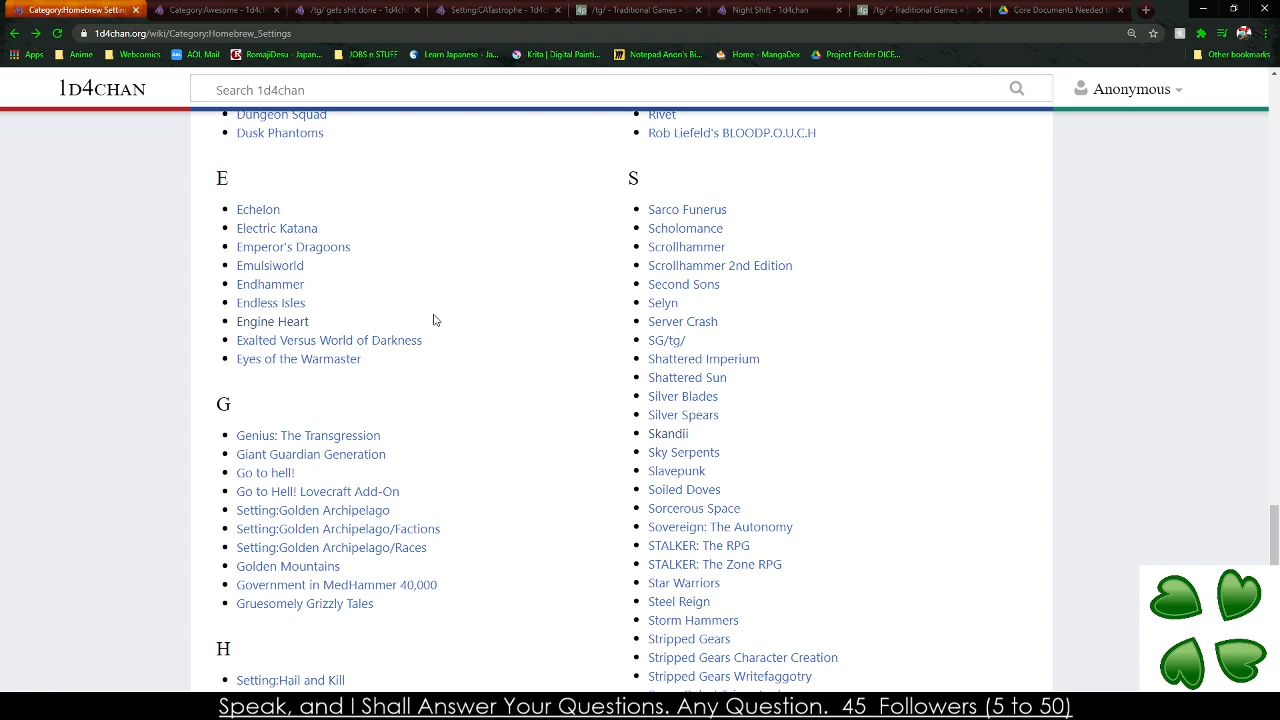 Category:Homebrew Settin
Category:Awesome - 1d4ch
/tg/ gets shit done - 1d4ch
Setting:CATastrophe - 1d4ch
/tg/ - Traditional Games » S
Night Shift - 1d4chan
/tg/ - Traditional Games » S
Core Documents Needed t
1d4chan.org/wiki/Category:Homebrew_Settings
Apps
Anime
Webcomics
AOL Mail
RomajiDesu - Japan...
JOBS n STUFF
Learn Japanese - Ja...
Krita | Digital Painti...
Notepad Anon's Bi...
Home - MangaDex
Project Folder DICE...
Other bookmarks
1D4CHAN
Search 1d4chan
Anonymous
Dungeon Squad
Dusk Phantoms
E
Echelon
Electric Katana
Emperor's Dragoons
Emulsiworld
Endhammer
Endless Isles
Engine Heart
Exalted Versus World of Darkness
Eyes of the Warmaster
G
Genius: The Transgression
Giant Guardian Generation
Go to hell!
Go to Hell! Lovecraft Add-On
Setting:Golden Archipelago
Setting:Golden Archipelago/Factions
Setting:Golden Archipelago/Races
Golden Mountains
Government in MedHammer 40,000
Gruesomely Grizzly Tales
H
Setting:Hail and Kill
Rivet
Rob Liefeld's BLOODP.O.U.C.H
S
Sarco Funerus
Scholomance
Scrollhammer
Scrollhammer 2nd Edition
Second Sons
Selyn
Server Crash
SG/tg/
Shattered Imperium
Shattered Sun
Silver Blades
Silver Spears
Skandii
Sky Serpents
Slavepunk
Soiled Doves
Sorcerous Space
Sovereign: The Autonomy
STALKER: The RPG
STALKER: The Zone RPG
Star Warriors
Steel Reign
Storm Hammers
Stripped Gears
Stripped Gears Character Creation
Stripped Gears Writefaggotry
Speak, and I Shall Answer Your Questions. Any Question. 45 Followers (5 to 50)